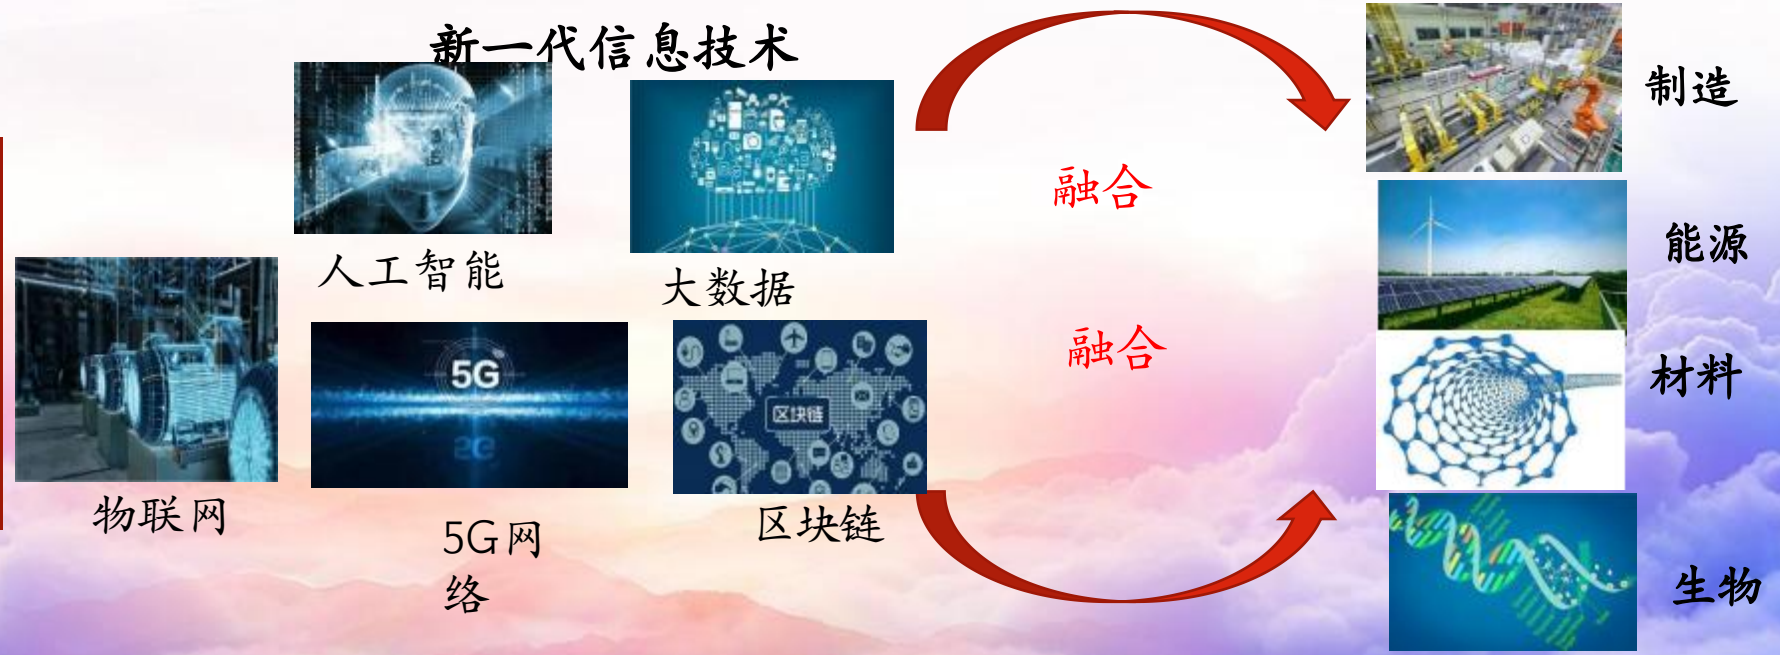 新一代信息技术
人工智能
大数据
物联网
5G
5G网
络
区块链
区块链
融合
融合
制造
能源
材料
生物